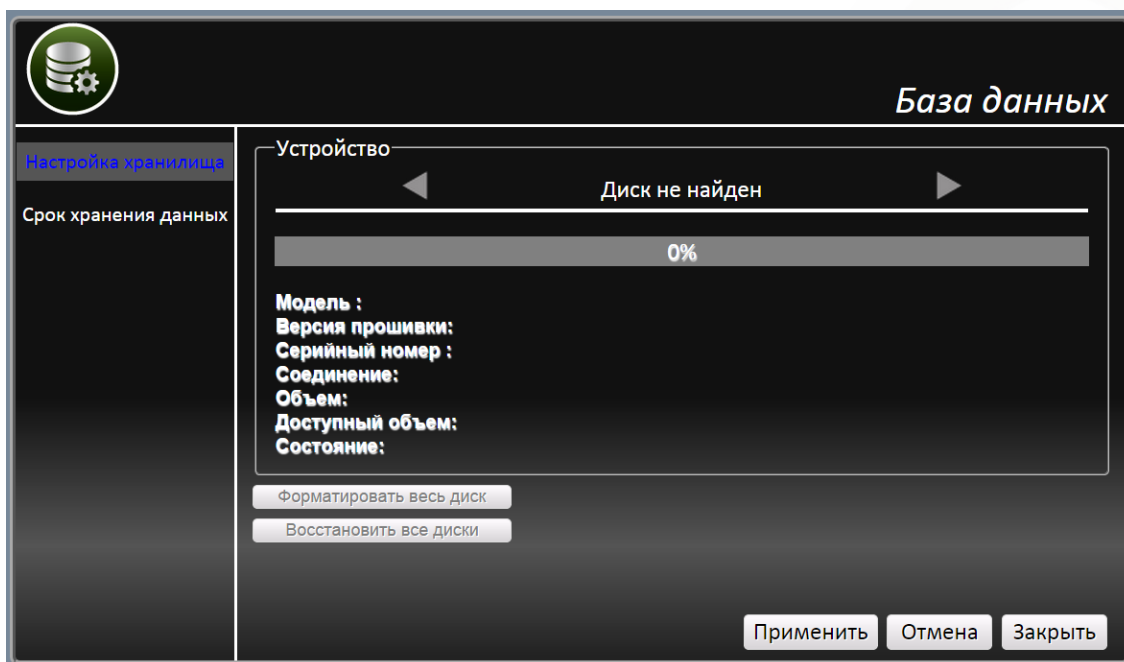 База данных
Настройка хранилища
Срок хранения данных
Устройство
Диск не найден
0%
Модель :
Версия прошивки:
Серийный номер :
Соединение:
Объем:
Доступный объем:
Состояние:
Форматировать весь диск
Восстановить все диски
Применить Отмена Закрыть